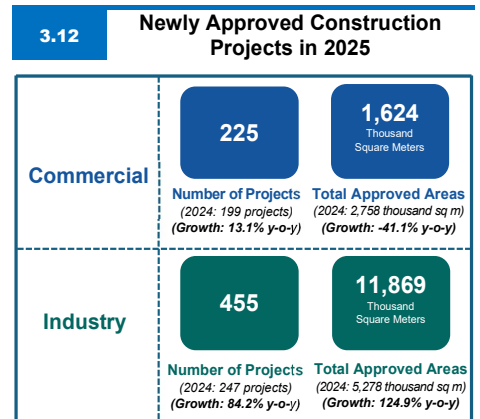 3.12
Newly Approved Construction
Projects in 2025
Commercial
225
Number of Projects
(2024: 199 projects)
(Growth: 13.1% y-o-y)
1,624
Thousand
Square Meters
Total Approved Areas
(2024: 2,758 thousand sq m)
(Growth: -41.1% y-o-y)
Industry
455
Number of Projects
(2024: 247 projects)
(Growth: 84.2% y-o-y)
11,869
Thousand
Square Meters
Total Approved Areas
(2024: 5,278 thousand sq m)
(Growth: 124.9% y-o-y)